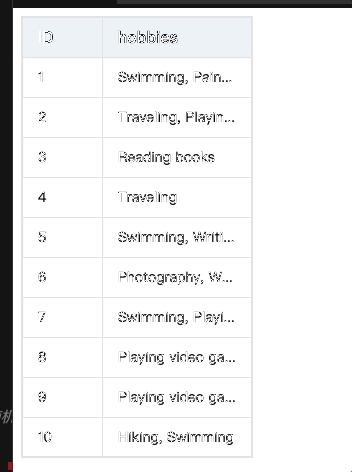 ID hobbies
1 Swimming, Pain...
2 Traveling, Playin...
3 Reading books
4 Traveling
5 Swimming, Writi...
6 Photography, W...
7 Swimming, Playi...
8 Playing video ga...
9 Playing video ga...
10 Hiking, Swimming